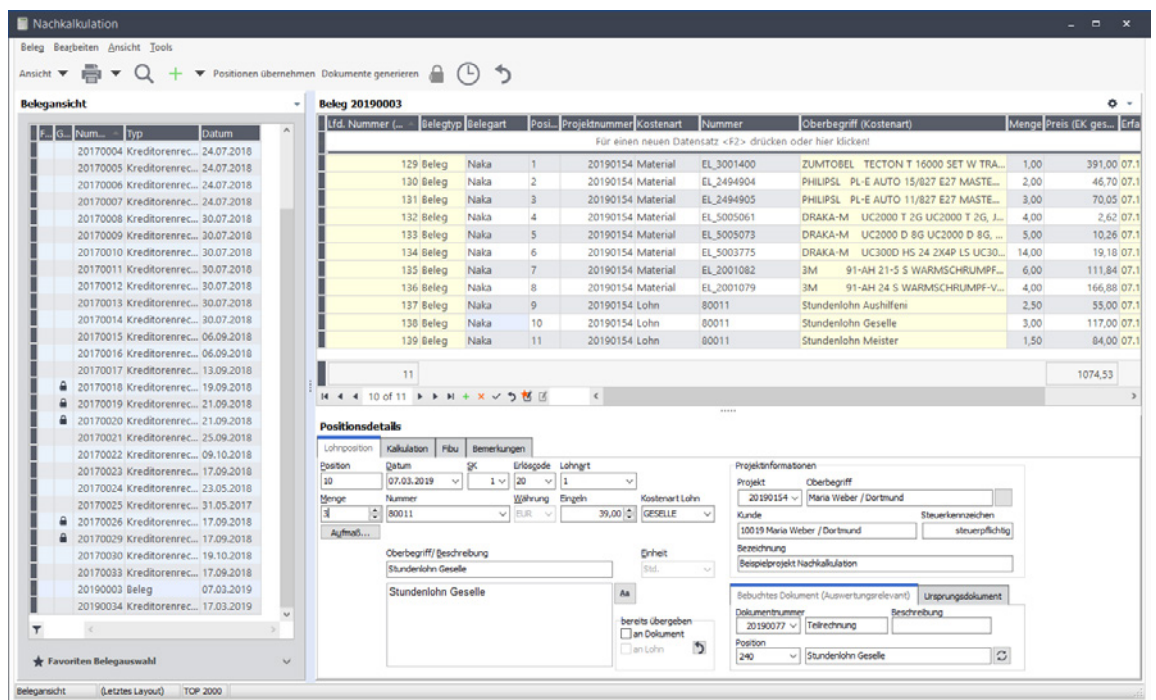 Nachkalkulation
Beleg Bearbeiten Ansicht Tools
Ansicht Positionen übernehmen Dokumente generieren
Belegansicht
F... G... Num... Typ Datum
20170004 Kreditorenrec... 24.07.2018
20170005 Kreditorenrec... 24.07.2018
20170006 Kreditorenrec... 24.07.2018
20170007 Kreditorenrec... 24.07.2018
20170008 Kreditorenrec... 30.07.2018
20170009 Kreditorenrec... 30.07.2018
20170010 Kreditorenrec... 30.07.2018
20170011 Kreditorenrec... 30.07.2018
20170012 Kreditorenrec... 30.07.2018
20170013 Kreditorenrec... 30.07.2018
20170014 Kreditorenrec... 30.07.2018
20170015 Kreditorenrec... 06.09.2018
20170016 Kreditorenrec... 06.09.2018
20170017 Kreditorenrec... 13.09.2018
20170018 Kreditorenrec... 19.09.2018
20170019 Kreditorenrec... 21.09.2018
20170020 Kreditorenrec... 21.09.2018
20170021 Kreditorenrec... 25.09.2018
20170022 Kreditorenrec... 09.10.2018
20170023 Kreditorenrec... 17.09.2018
20170024 Kreditorenrec... 23.05.2018
20170025 Kreditorenrec... 31.05.2017
20170026 Kreditorenrec... 17.09.2018
20170029 Kreditorenrec... 17.09.2018
20170030 Kreditorenrec... 19.10.2018
20170033 Kreditorenrec... 17.09.2018
20190003 Beleg 07.03.2019
20190034 Kreditorenrec... 17.03.2019
Favoriten Belegauswahl
Beleg 20190003
Lfd. Nummer (... Belegtyp Belegart Posi... Projektnummer Kostenart Nummer Oberbegriff (Kostenart) Menge Preis (EK ges... Erfa
Für einen neuen Datensatz <F2> drücken oder hier klicken!
129 Beleg Naka 1 20190154 Material EL_3001400 ZUMTOBEL TECTON T 16000 SET W TRA... 1,00 391,00 07.1
130 Beleg Naka 2 20190154 Material EL_2494904 PHILIPSL PL-E AUTO 15/827 E27 MASTE... 2,00 46,70 07.1
131 Beleg Naka 3 20190154 Material EL_2494905 PHILIPSL PL-E AUTO 11/827 E27 MASTE... 3,00 70,05 07.1
132 Beleg Naka 4 20190154 Material EL_5005061 DRAKA-M UC2000 T 2G UC2000 T 2G, J... 4,00 2,62 07.1
133 Beleg Naka 5 20190154 Material EL_5005073 DRAKA-M UC2000 D 8G UC2000 D 8G, ... 5,00 10,26 07.1
134 Beleg Naka 6 20190154 Material EL_5003775 DRAKA-M UC300D HS 24 2X4P LS UC30... 14,00 19,18 07.1
135 Beleg Naka 7 20190154 Material EL_2001082 3M 91-AH 21-5 S WARMSCHRUMPF... 6,00 111,84 07.1
136 Beleg Naka 8 20190154 Material EL_2001079 3M 91-AH 24 S WARMSCHRUMPF-V... 4,00 166,88 07.1
137 Beleg Naka 9 20190154 Lohn 80011 Stundenlohn Aushilfeni 2,50 55,00 07.1
138 Beleg Naka 10 20190154 Lohn 80011 Stundenlohn Geselle 3,00 117,00 07.1
139 Beleg Naka 11 20190154 Lohn 80011 Stundenlohn Meister 1,50 84,00 07.1
11 1074,53
10 of 11
Positionsdetails
Lohnposition Kalkulation Fibu Bemerkungen
Position Datum SK Erlöscode Lohnart
10 07.03.2019 1 20 1
Menge Nummer Währung Einzeln Kostenart Lohn
3 80011 EUR 39,00 GESELLE
Aufmaß...
Oberbegriff/Beschreibung Einheit
Stundenlohn Geselle Std.
Stundenlohn Geselle Aa
bereits übergeben
an Dokument
an Lohn
Projektinformationen
Projekt Oberbegriff
20190154 Maria Weber / Dortmund
Kunde Steuerkennzeichen
10019 Maria Weber / Dortmund steuerpflichtig
Bezeichnung
Beispielprojekt Nachkalkulation
Bebuchtes Dokument (Auswertungsrelevant) Ursprungsdokument
Dokumentnummer Beschreibung
20190077 Teilrechnung
Position
240 Stundenlohn Geselle
Belegansicht (Letztes Layout) TOP 2000